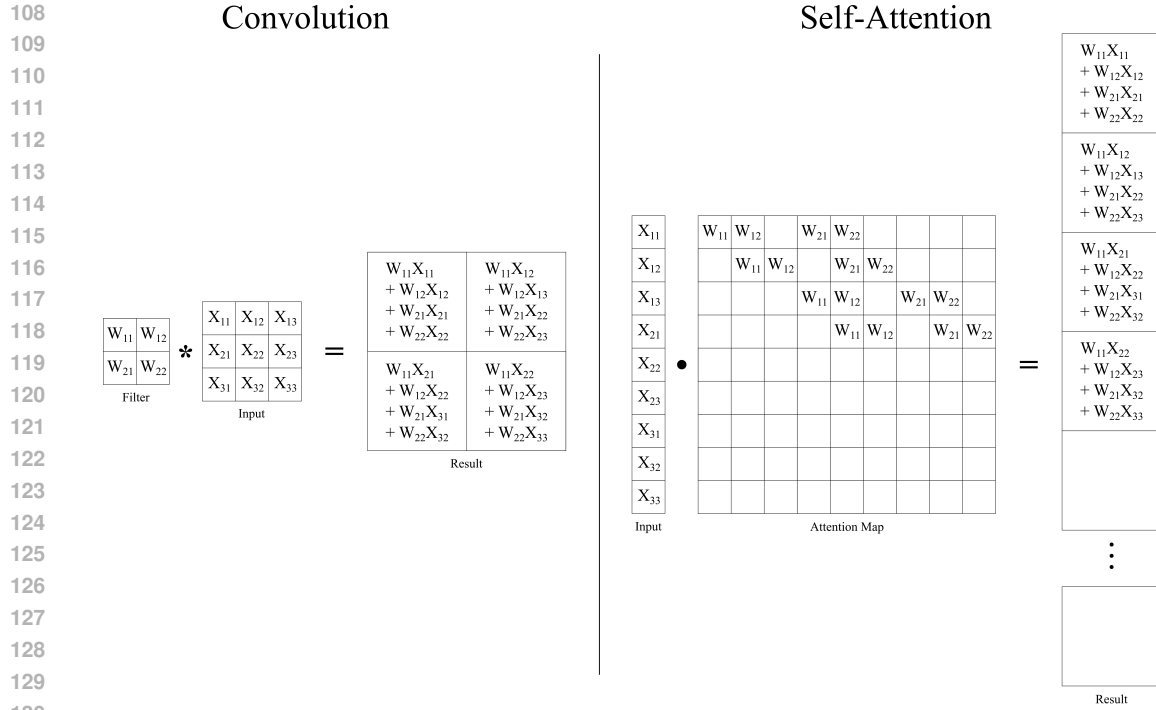 108
109
110
111
112
113
114
115
116
117
118
119
120
121
122
123
124
125
126
127
128
129
Convolution
W₁₁ W₁₂
W₂₁ W₂₂
Filter
*
X₁₁ X₁₂ X₁₃
X₂₁ X₂₂ X₂₃
X₃₁ X₃₂ X₃₃
Input
=
W₁₁X₁₁
+ W₁₂X₁₂
+ W₂₁X₂₁
+ W₂₂X₂₂
W₁₁X₁₂
+ W₁₂X₁₃
+ W₂₁X₂₂
+ W₂₂X₂₃
W₁₁X₂₁
+ W₁₂X₂₂
+ W₂₁X₃₁
+ W₂₂X₃₂
W₁₁X₂₂
+ W₁₂X₂₃
+ W₂₁X₃₂
+ W₂₂X₃₃
Result
Self-Attention
X₁₁
X₁₂
X₁₃
X₂₁
X₂₂
X₂₃
X₃₁
X₃₂
X₃₃
Input
•
W₁₁ W₁₂ W₂₁ W₂₂
W₁₁ W₁₂ W₂₁ W₂₂
W₁₁ W₁₂ W₂₁ W₂₂
W₁₁ W₁₂ W₂₁ W₂₂
Attention Map
=
W₁₁X₁₁
+ W₁₂X₁₂
+ W₂₁X₂₁
+ W₂₂X₂₂
W₁₁X₁₂
+ W₁₂X₁₃
+ W₂₁X₂₂
+ W₂₂X₂₃
W₁₁X₂₁
+ W₁₂X₂₂
+ W₂₁X₃₁
+ W₂₂X₃₂
W₁₁X₂₂
+ W₁₂X₂₃
+ W₂₁X₃₂
+ W₂₂X₃₃
⋮
Result